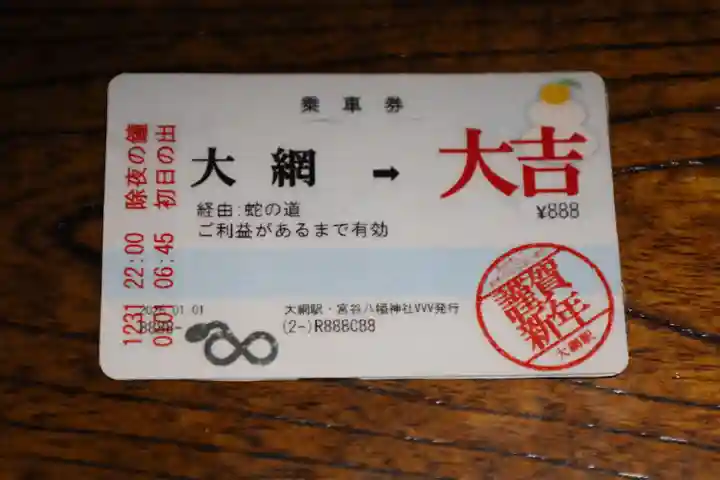 乗車券
大網 → 大吉
経由:蛇の道
¥888
ご利益があるまで有効
1231 22:00 除夜の鐘
0101 06:45 初日の出
01.01
大網駅・宮谷八幡神社VVV発行
8888-
(2-)R888C88
謹賀
新年
大網駅